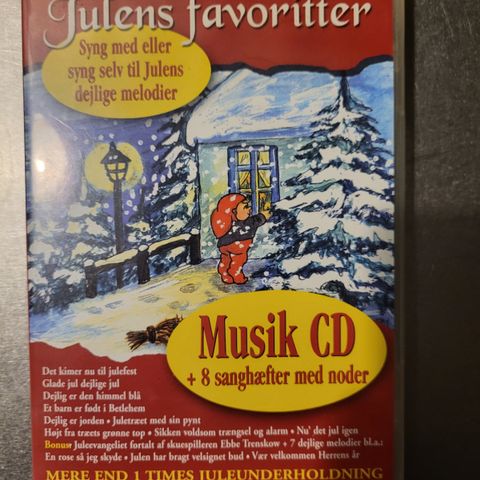 Julens favoritter
Syng med eller
syng selv til Julens
dejlige melodier
Musik CD
+ 8 sanghæfter med noder
Det kimer nu til julefest
Glade jul dejlige jul
Dejlig er den himmel blå
Et barn er født i Betlehem
Dejlig er jorden • Juletræet med sin pynt
Højt fra træets grønne top • Sikken voldsom trængsel og alarm • Nu' det jul igen
Bonus: Juleevangeliet fortalt af skuespilleren Ebbe Trenskow + 7 dejlige melodier bl.a.:
En rose så jeg skyde • Julen har bragt velsignet bud • Vær velkommen Herrens år
MERE END 1 TIMES JULEUNDERHOLDNING